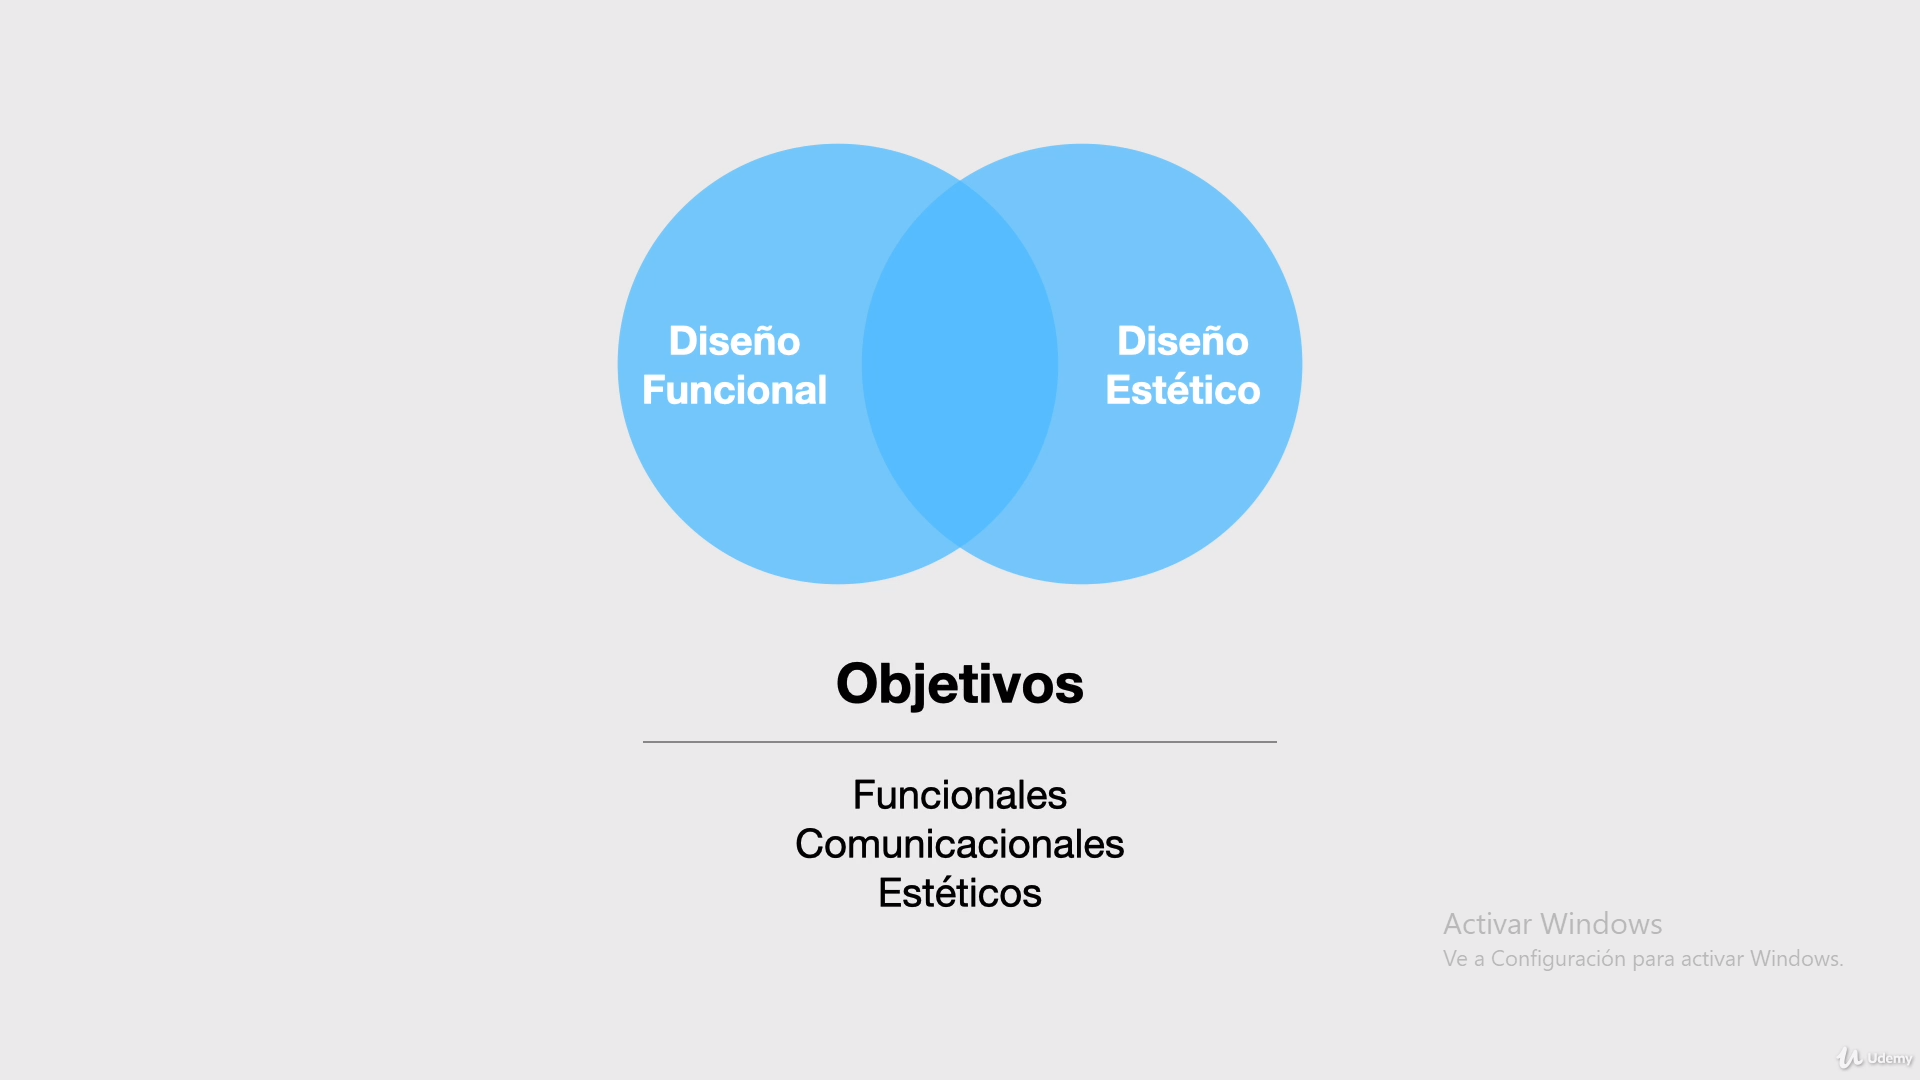 Diseño
Funcional
Diseño
Estético
Objetivos
Funcionales
Comunicacionales
Estéticos
Activar Windows
Ve a Configuración para activar Windows.
Udemy